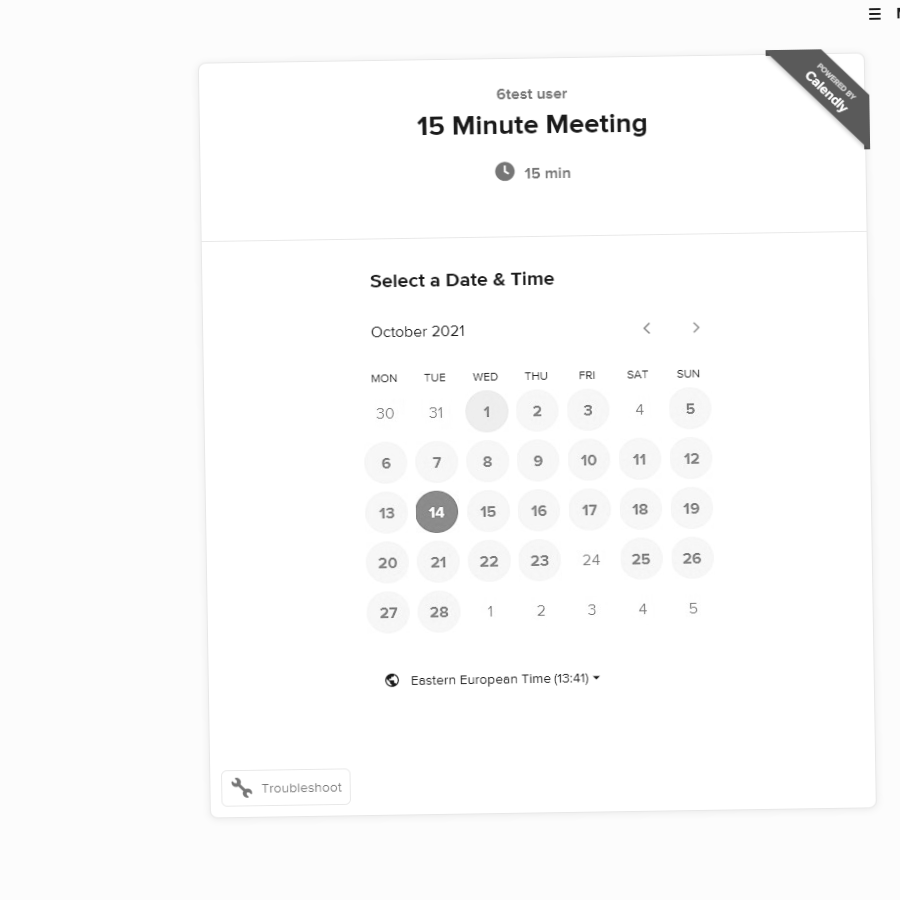 POWERED BY
Calendly
6test user
15 Minute Meeting
15 min
Select a Date & Time
October 2021
MON TUE WED THU FRI SAT SUN
30 31 1 2 3 4 5
6 7 8 9 10 11 12
13 14 15 16 17 18 19
20 21 22 23 24 25 26
27 28 1 2 3 4 5
Eastern European Time (13:41)
Troubleshoot